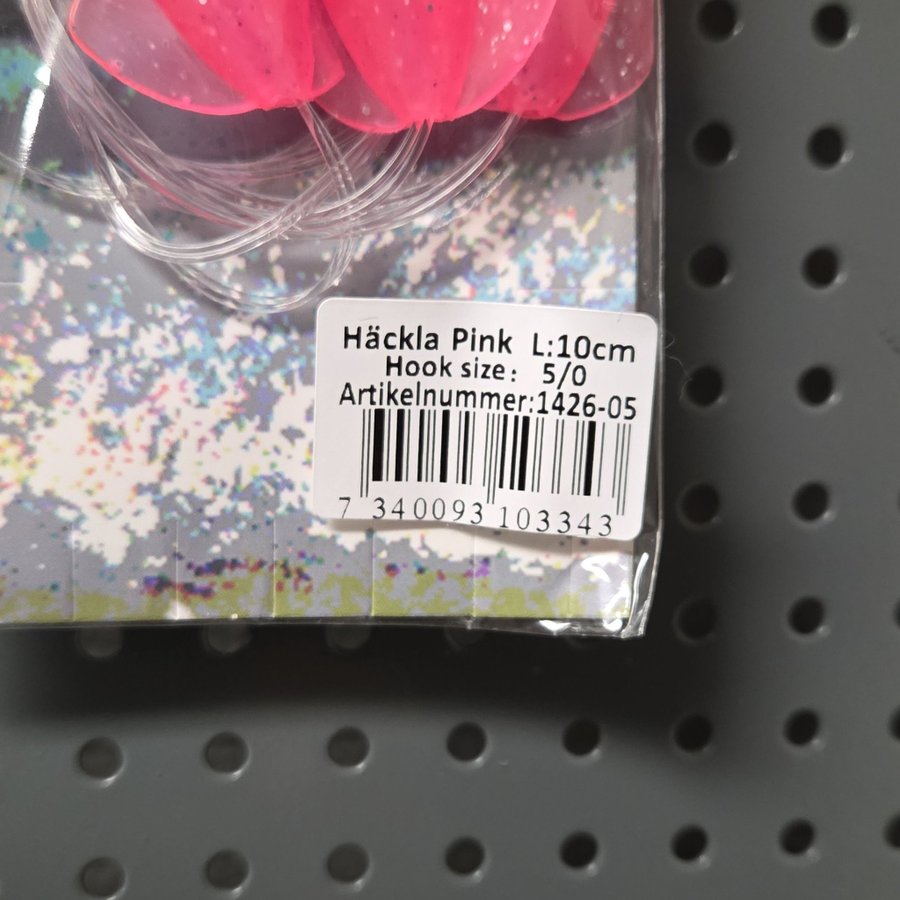 Häckla Pink L:10cm
Hook size: 5/0
Artikelnummer:1426-05
7 340093 103343